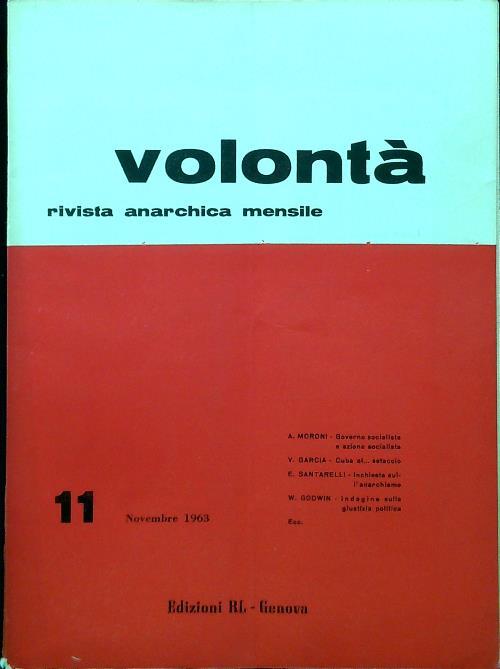 volontà
rivista anarchica mensile
A. MORONI - Governo socialista
e azione socialista
V. GARCIA - Cuba al... setaccio
E. SANTARELLI - Inchiesta sul-
l'anarchismo
W. GODWIN - indagine sulla
giustizia politica
Ecc.
11 Novembre 1963
Edizioni RL - Genova